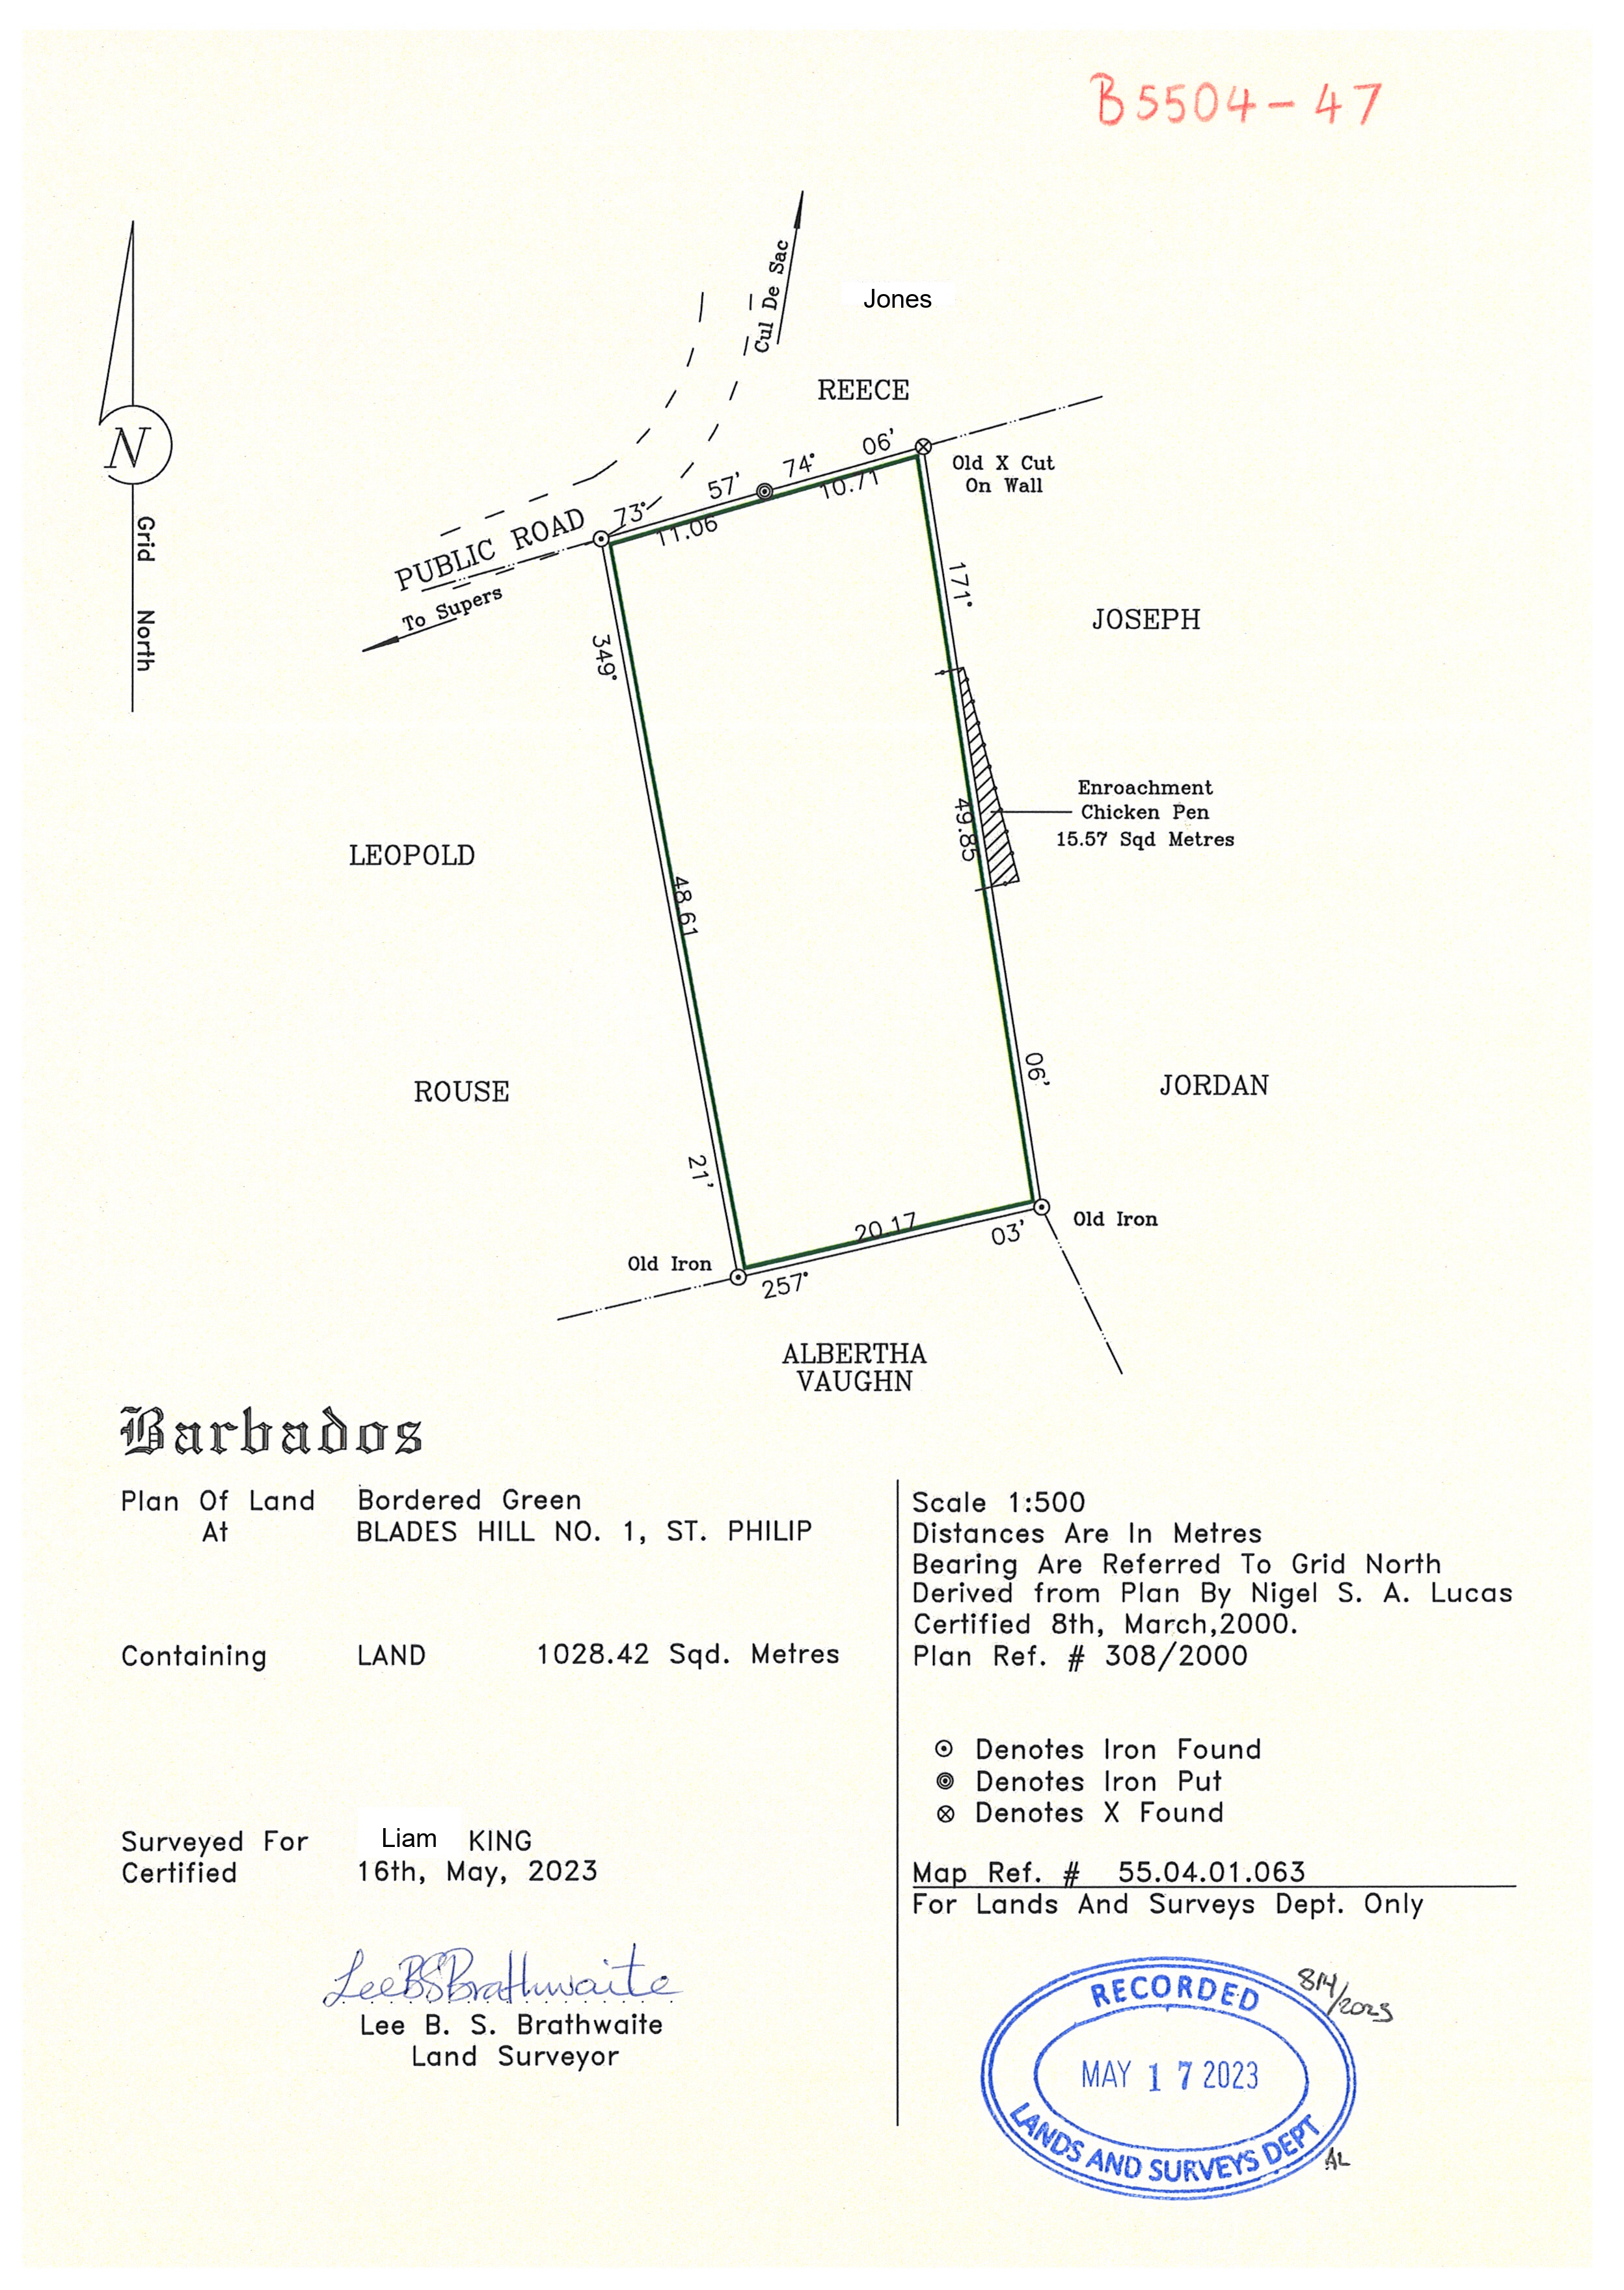 B5504-47
Cul De Sac
Jones
REECE
N
Grid North
06'
74°
57'
73°
10.71
11.06
Old X Cut
On Wall
PUBLIC ROAD
To Supers
171°
349°
JOSEPH
Enroachment
Chicken Pen
15.57 Sqd Metres
49.85
LEOPOLD
48.61
06'
JORDAN
ROUSE
21'
20.17
03'
Old Iron
Old Iron
257°
ALBERTHA
VAUGHN
Barbados
Plan Of Land Bordered Green
At BLADES HILL NO. 1, ST. PHILIP
Containing LAND 1028.42 Sqd. Metres
Surveyed For Liam KING
Certified 16th, May, 2023
LeeBSBrathwaite
Lee B. S. Brathwaite
Land Surveyor
Scale 1:500
Distances Are In Metres
Bearing Are Referred To Grid North
Derived from Plan By Nigel S. A. Lucas
Certified 8th, March,2000.
Plan Ref. # 308/2000
Denotes Iron Found
Denotes Iron Put
Denotes X Found
Map Ref. # 55.04.01.063
For Lands And Surveys Dept. Only
814/2023
RECORDED
MAY 17 2023
LANDS AND SURVEYS DEPT
AL